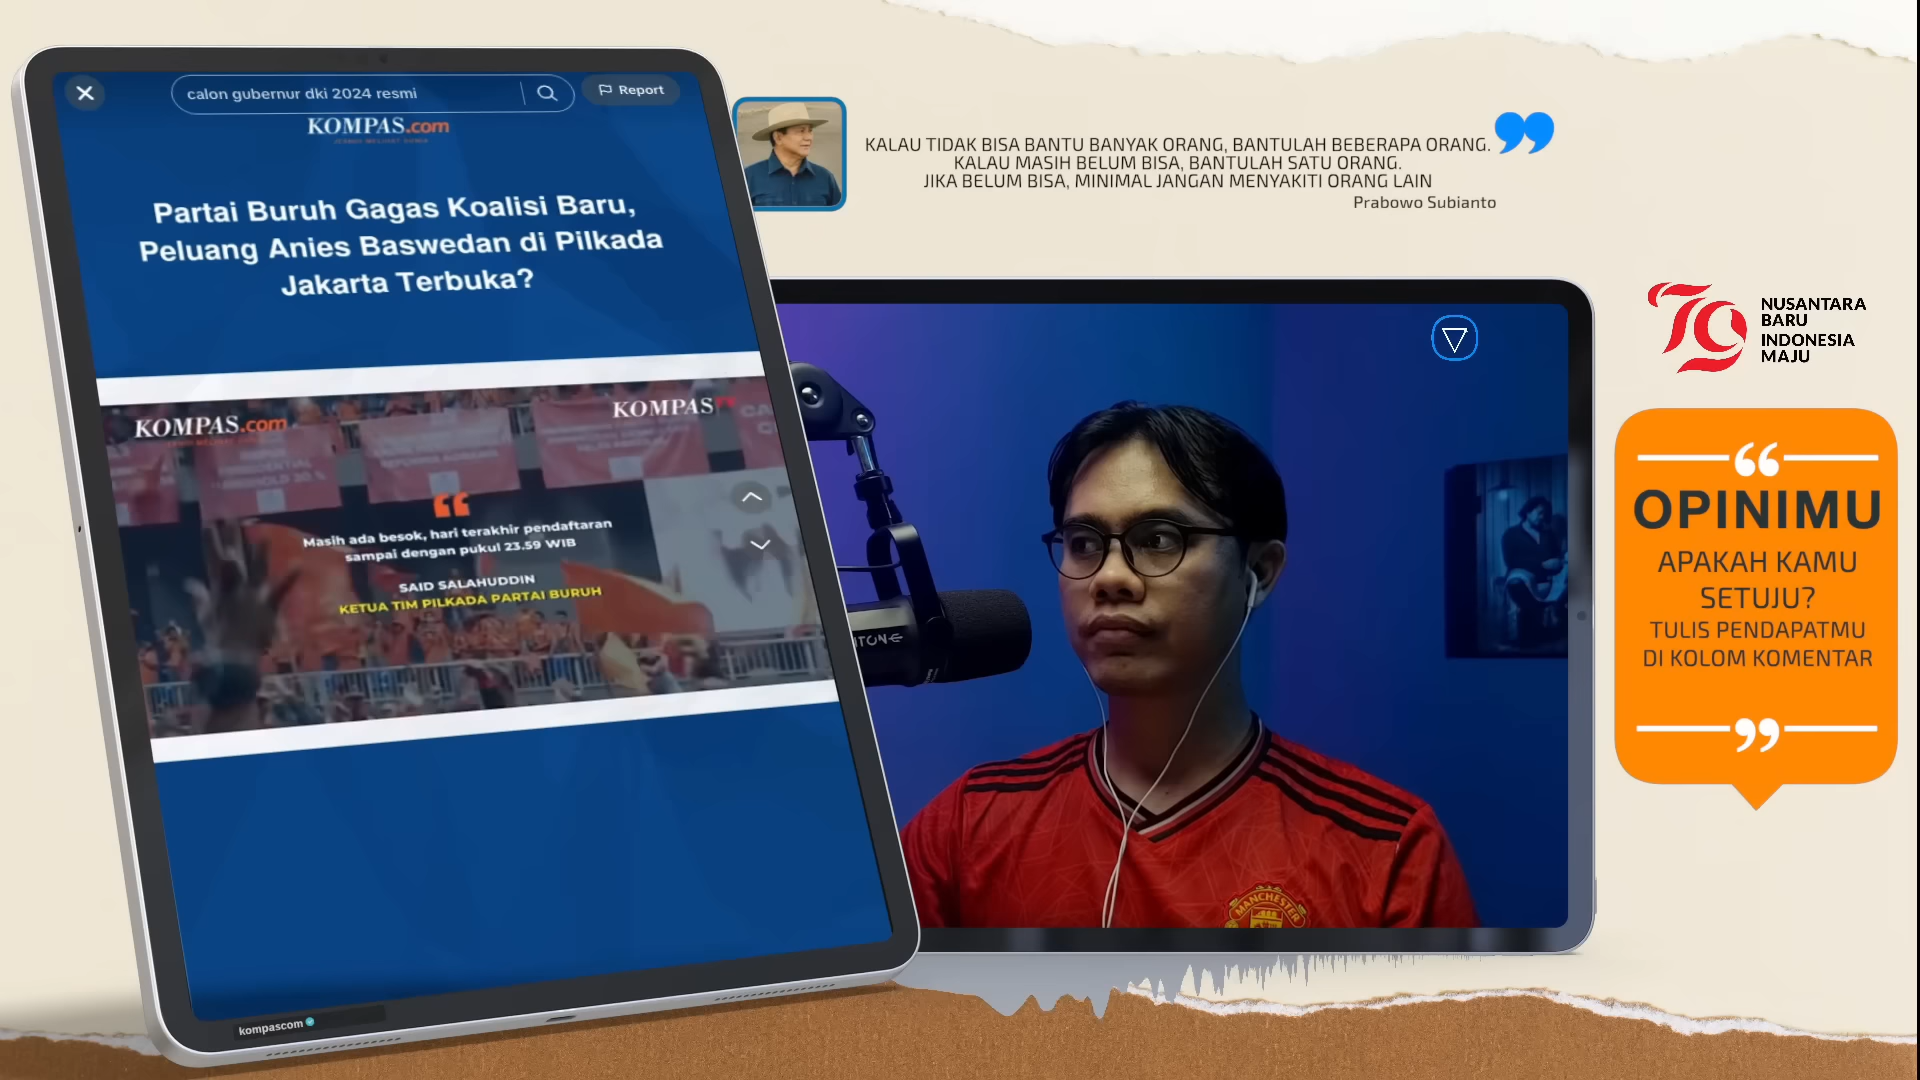 calon gubernur dki 2024 resmi
Report
KOMPAS.com
Partai Buruh Gagas Koalisi Baru,
Peluang Anies Baswedan di Pilkada
Jakarta Terbuka?
KOMPAS.com
KOMPAS
“
Masih ada besok, hari terakhir pendaftaran
sampai dengan pukul 23.59 WIB
SAID SALAHUDDIN
KETUA TIM PILKADA PARTAI BURUH
kompascom
KALAU TIDAK BISA BANTU BANYAK ORANG, BANTULAH BEBERAPA ORANG. ”
KALAU MASIH BELUM BISA, BANTULAH SATU ORANG.
JIKA BELUM BISA, MINIMAL JANGAN MENYAKITI ORANG LAIN
Prabowo Subianto
MANCHESTER
79
NUSANTARA
BARU
INDONESIA
MAJU
“
OPINIMU
APAKAH KAMU
SETUJU?
TULIS PENDAPATMU
DI KOLOM KOMENTAR
”